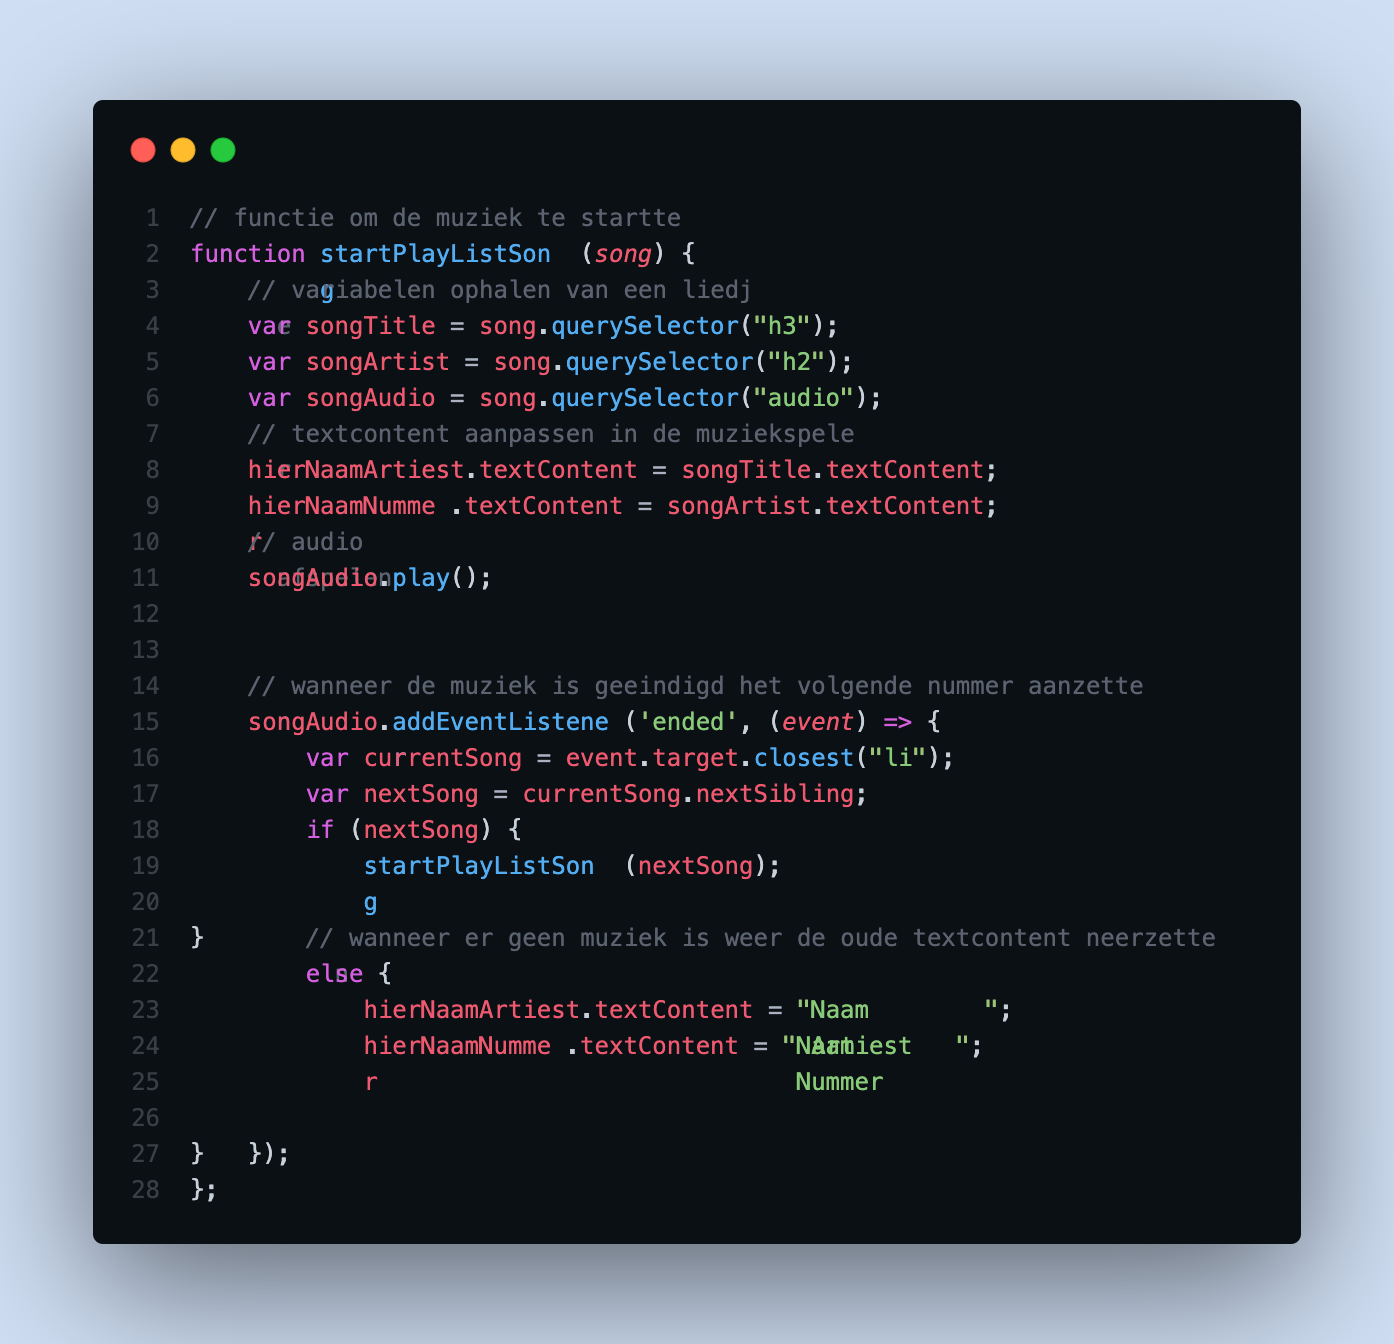 1 // functie om de muziek te startte
2 function startPlayListSon (song) {
3 g // variabelen ophalen van een liedj
4 e var songTitle = song.querySelector("h3");
5 var songArtist = song.querySelector("h2");
6 var songAudio = song.querySelector("audio");
7 // textcontent aanpassen in de muziekspele
8 hierNaamArtiest.textContent = songTitle.textContent;
9 hierNaamNumme .textContent = songArtist.textContent;
10 r // audio
11 afspelen songAudio.play();
12
13
14 // wanneer de muziek is geeindigd het volgende nummer aanzette
15 songAudio.addEventListene ('ended', (event) => {
16 var currentSong = event.target.closest("li");
17 var nextSong = currentSong.nextSibling;
18 if (nextSong) {
19 startPlayListSon (nextSong);
20 g
21 } // wanneer er geen muziek is weer de oude textcontent neerzette
22 else {
23 hierNaamArtiest.textContent = "Naam ";
24 Artiest hierNaamNumme .textContent = "Naam ";
25 r Nummer
26
27 } });
28 };